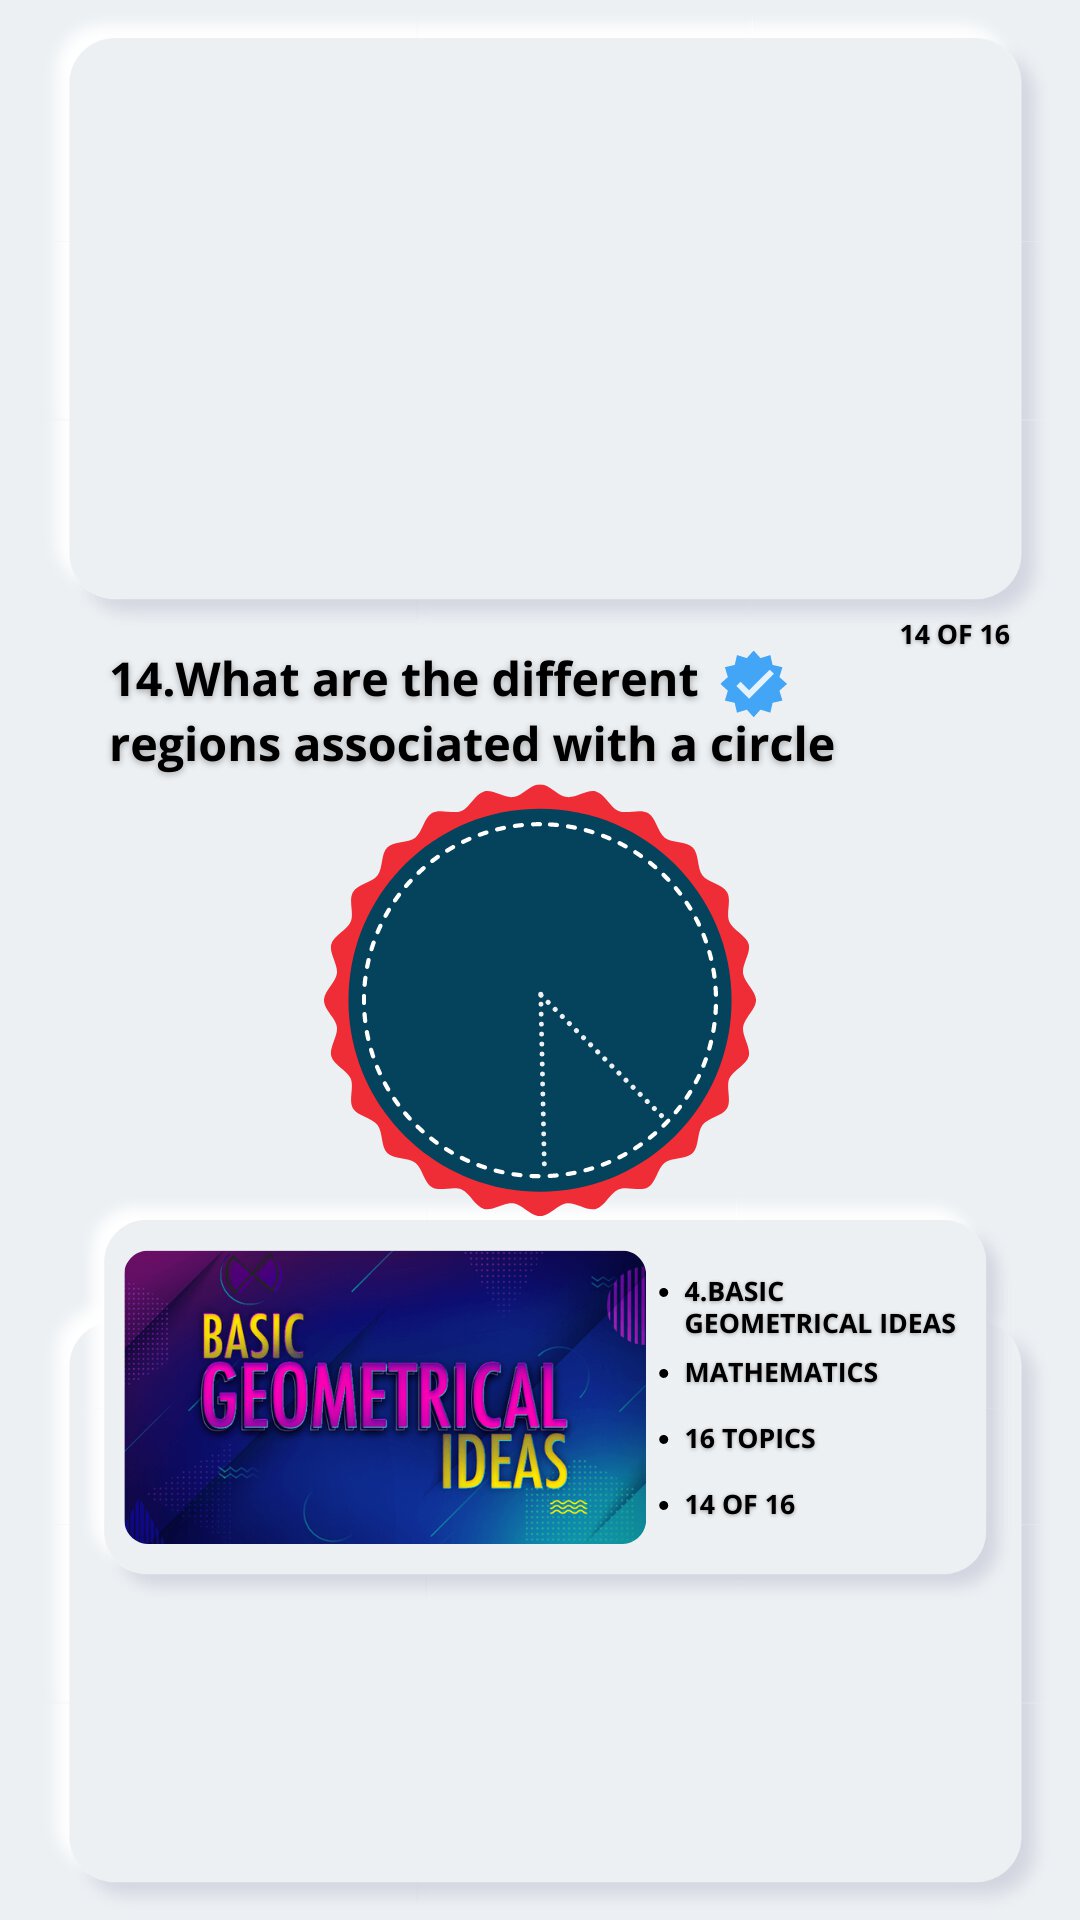 14 OF 16
14.What are the different
regions associated with a circle
BASIC
GEOMETRICAL
IDEAS
• 4.BASIC
GEOMETRICAL IDEAS
• MATHEMATICS
• 16 TOPICS
• 14 OF 16